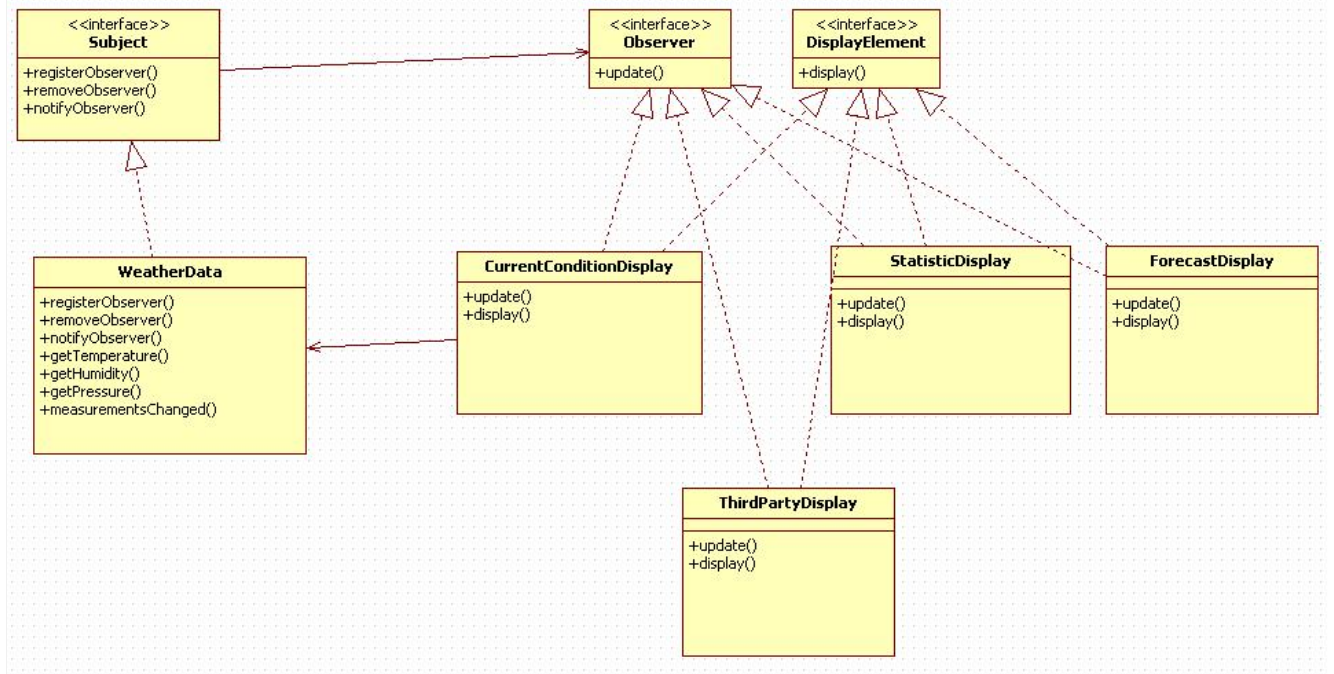 <<interface>>
Subject
+registerObserver()
+removeObserver()
+notifyObserver()
<<interface>>
Observer
+update()
<<interface>>
DisplayElement
+display()
WeatherData
+registerObserver()
+removeObserver()
+notifyObserver()
+getTemperature()
+getHumidity()
+getPressure()
+measurementsChanged()
CurrentConditionDisplay
+update()
+display()
StatisticDisplay
+update()
+display()
ForecastDisplay
+update()
+display()
ThirdPartyDisplay
+update()
+display()